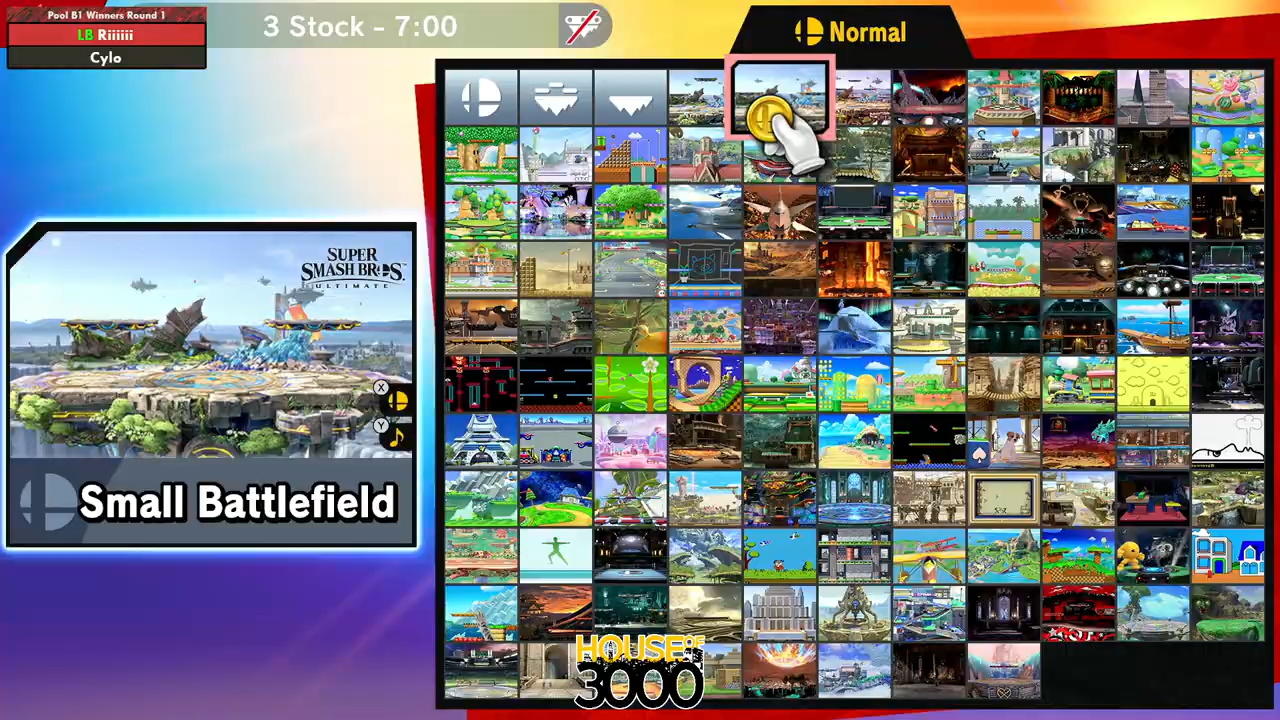 Pool B1 Winners Round 1
LB Riiiiii
Cylo
3 Stock - 7:00
Normal
SUPER
SMASH BROS.
ULTIMATE
X
Y
Small Battlefield
HOUSE OF
3000